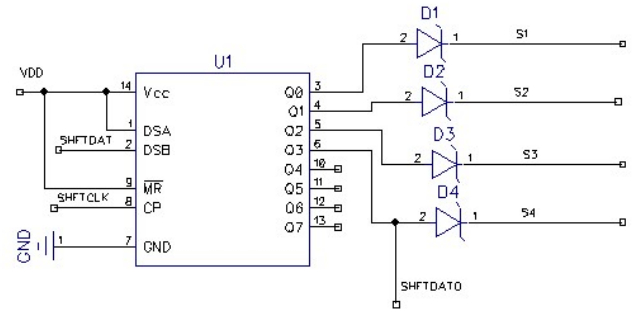 D1
U1
2
1
S1
VDD
14
Vcc
Q0
3
D2
Q1
4
2
1
S2
1
DSA
Q2
5
D3
SHFTDAT
2
DSB
Q3
6
2
1
S3
Q4
10
9
MR
Q5
11
D4
SHFTCLK
8
CP
Q6
12
2
1
S4
Q7
13
GND
1
7
GND
SHFTDATO